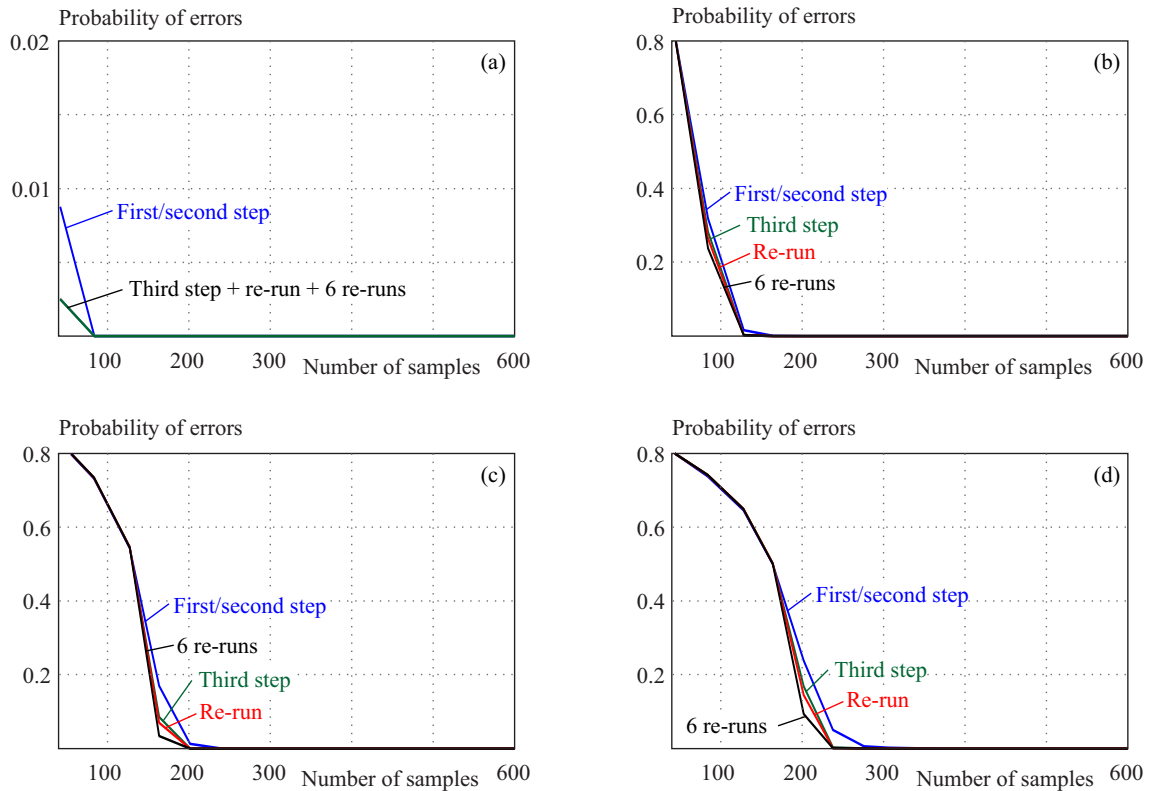 Probability of errors
0.02
(a)
0.01
First/second step
Third step + re-run + 6 re-runs
100
200
300
Number of samples
600
Probability of errors
0.8
(b)
0.6
0.4
First/second step
Third step
Re-run
0.2
6 re-runs
100
200
300
Number of samples
600
Probability of errors
0.8
(c)
0.6
0.4
First/second step
6 re-runs
0.2
Third step
Re-run
100
200
300
Number of samples
600
Probability of errors
0.8
(d)
0.6
0.4
First/second step
0.2
Third step
Re-run
6 re-runs
100
200
300
Number of samples
600